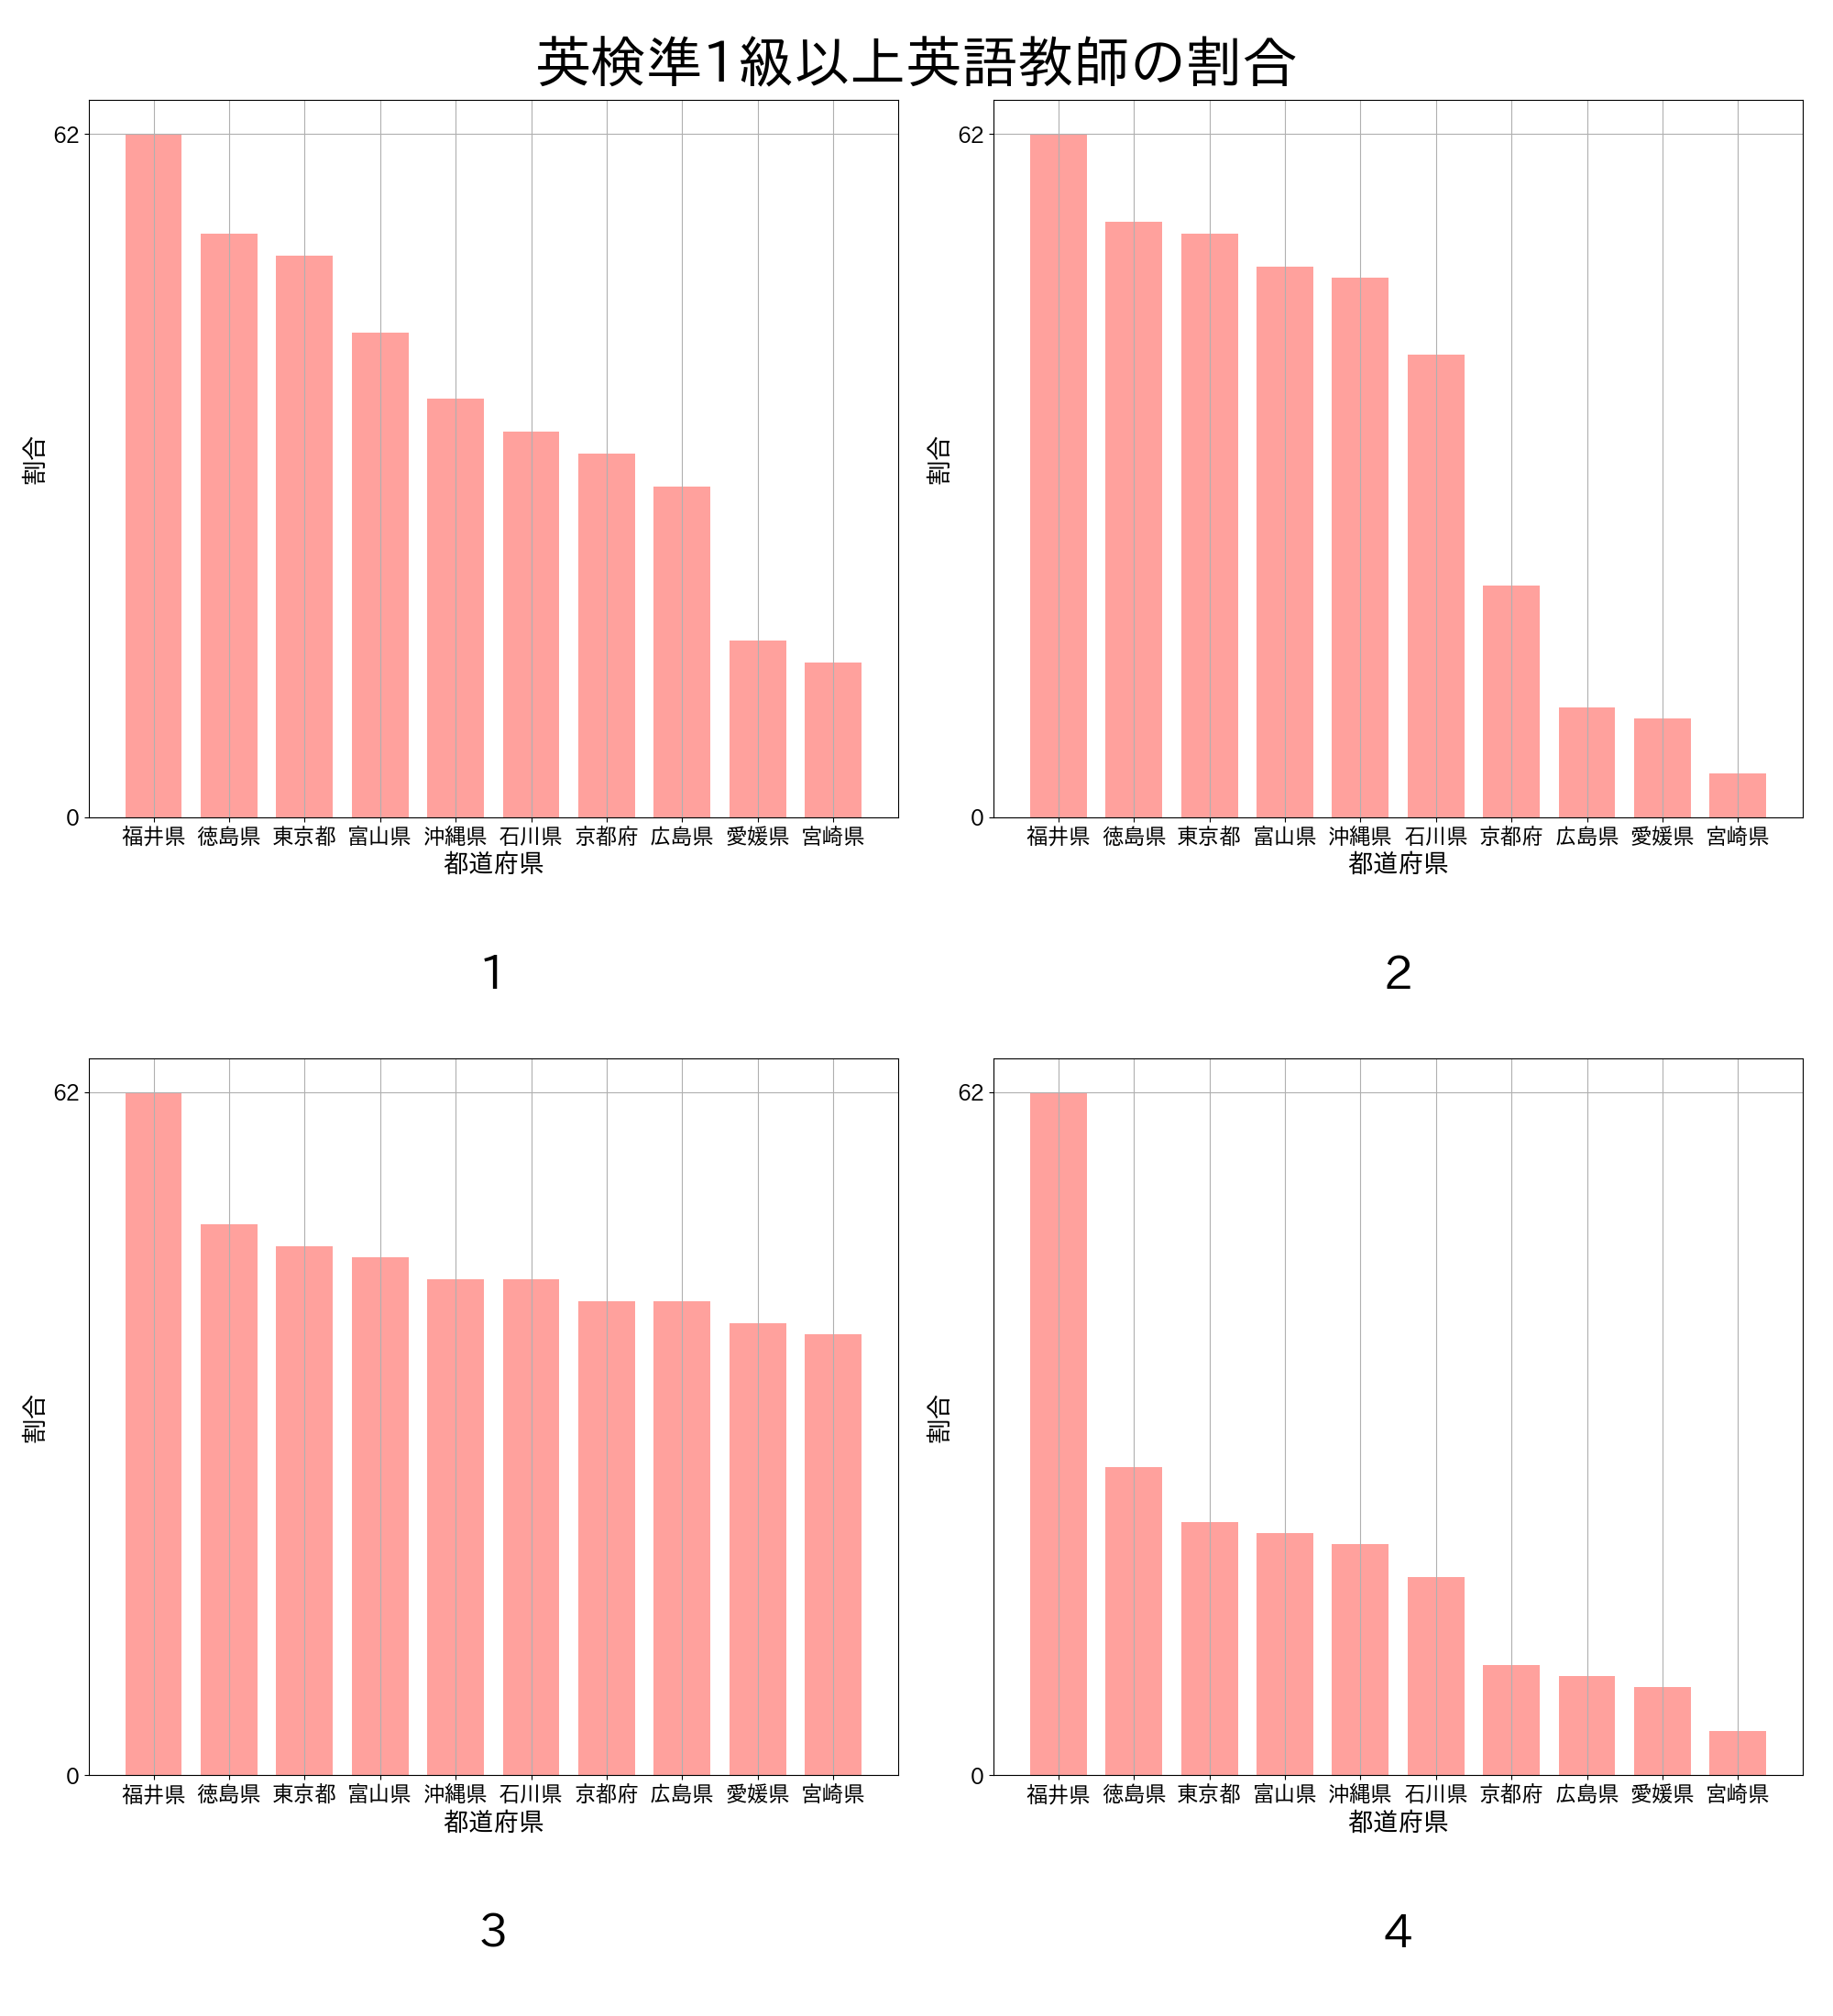 英検準1級以上英語教師の割合
62
0
割合
福井県 徳島県 東京都 富山県 沖縄県 石川県 京都府 広島県 愛媛県 宮崎県
都道府県
1
62
0
割合
福井県 徳島県 東京都 富山県 沖縄県 石川県 京都府 広島県 愛媛県 宮崎県
都道府県
2
62
0
割合
福井県 徳島県 東京都 富山県 沖縄県 石川県 京都府 広島県 愛媛県 宮崎県
都道府県
3
62
0
割合
福井県 徳島県 東京都 富山県 沖縄県 石川県 京都府 広島県 愛媛県 宮崎県
都道府県
4